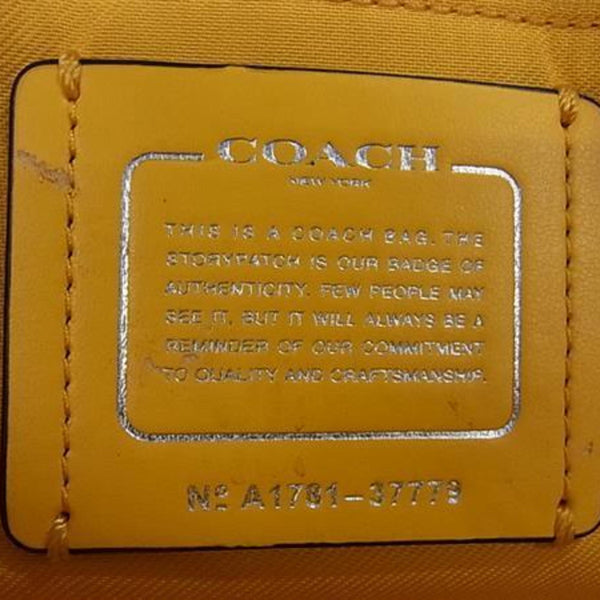 COACH
NEW YORK
THIS IS A COACH BAG. THE
STORYPATCH IS OUR BADGE OF
AUTHENTICITY. FEW PEOPLE MAY
SEE IT, BUT IT WILL ALWAYS BE A
REMINDER OF OUR COMMITMENT
TO QUALITY AND CRAFTSMANSHIP.
Nº A1781-37779